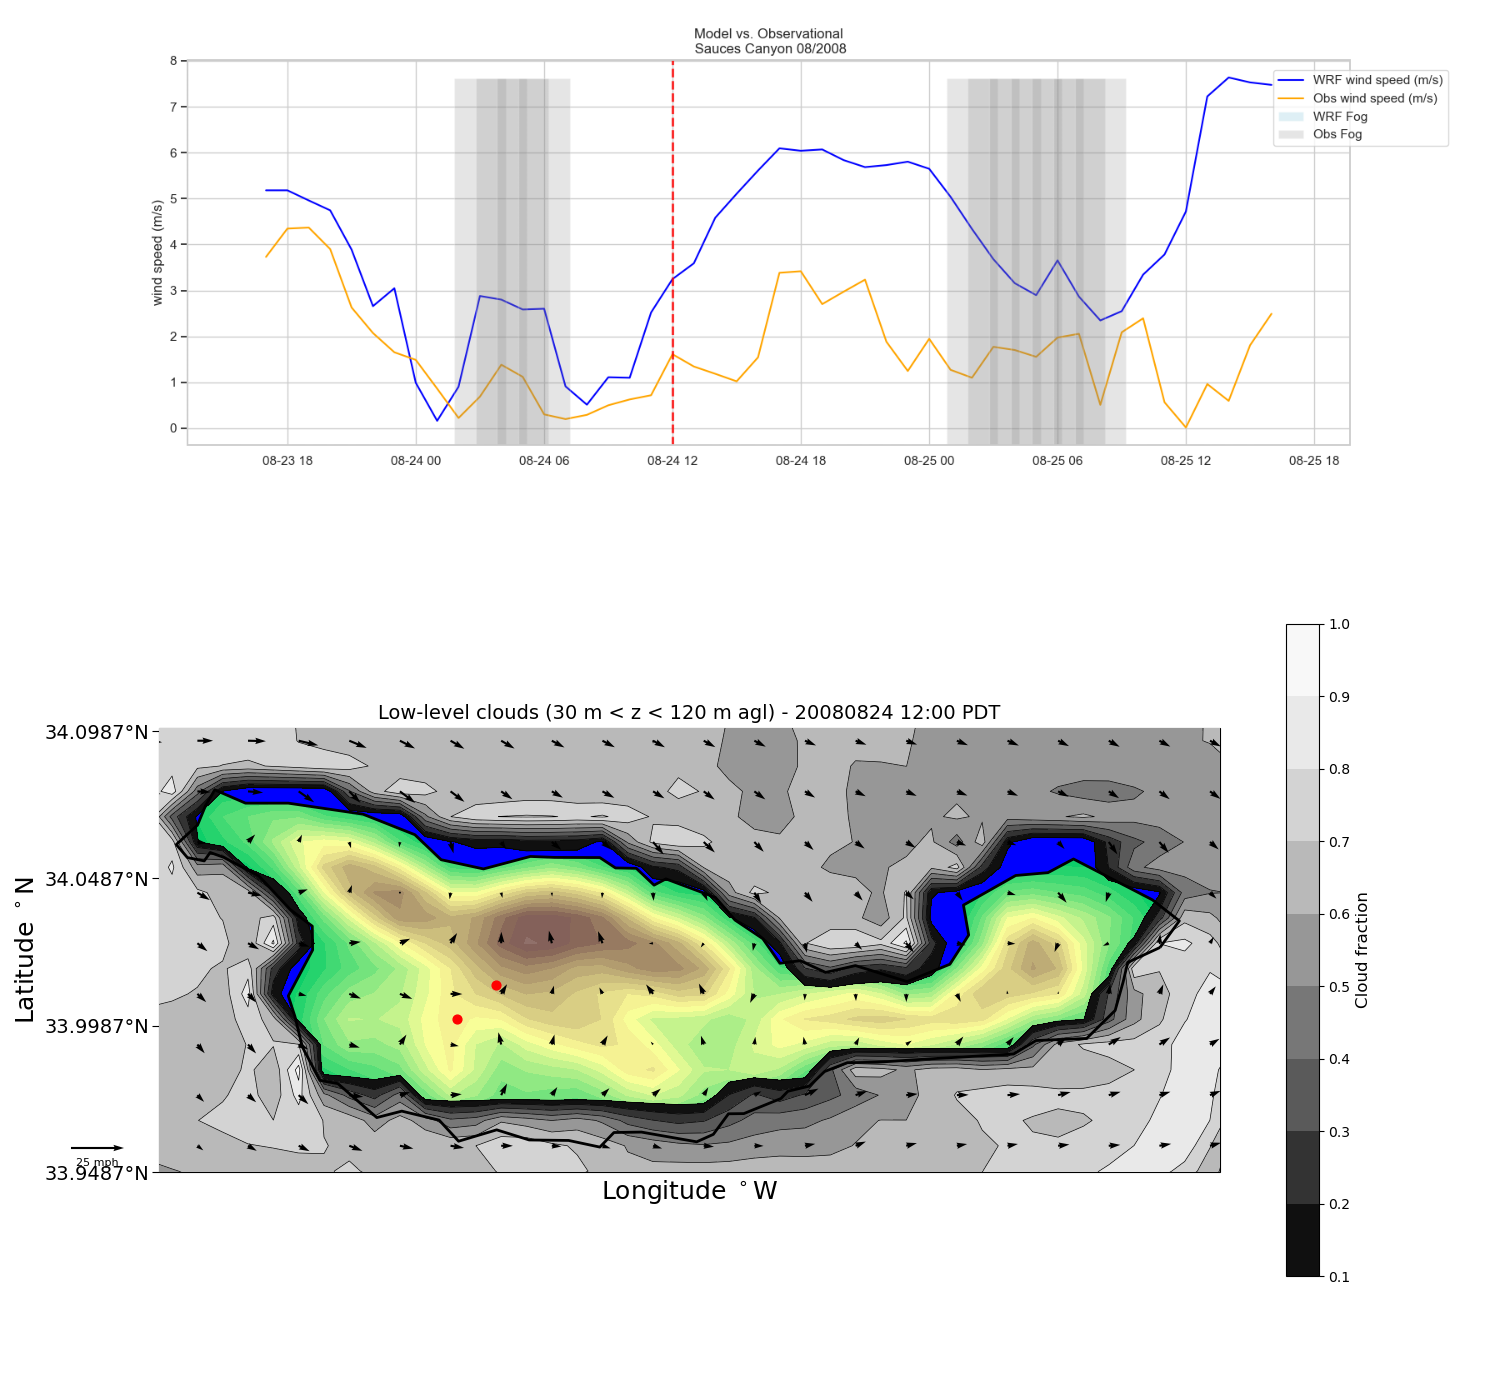 Model vs. Observational
Sauces Canyon 08/2008
8
7
6
5
4
3
2
1
0
wind speed (m/s)
WRF wind speed (m/s)
Obs wind speed (m/s)
WRF Fog
Obs Fog
08-23 18
08-24 00
08-24 06
08-24 12
08-24 18
08-25 00
08-25 06
08-25 12
08-25 18
Low-level clouds (30 m < z < 120 m agl) - 20080824 12:00 PDT
34.0987°N
34.0487°N
33.9987°N
33.9487°N
Latitude °N
25 mph
Longitude °W
1.0
0.9
0.8
0.7
0.6
0.5
0.4
0.3
0.2
0.1
Cloud fraction